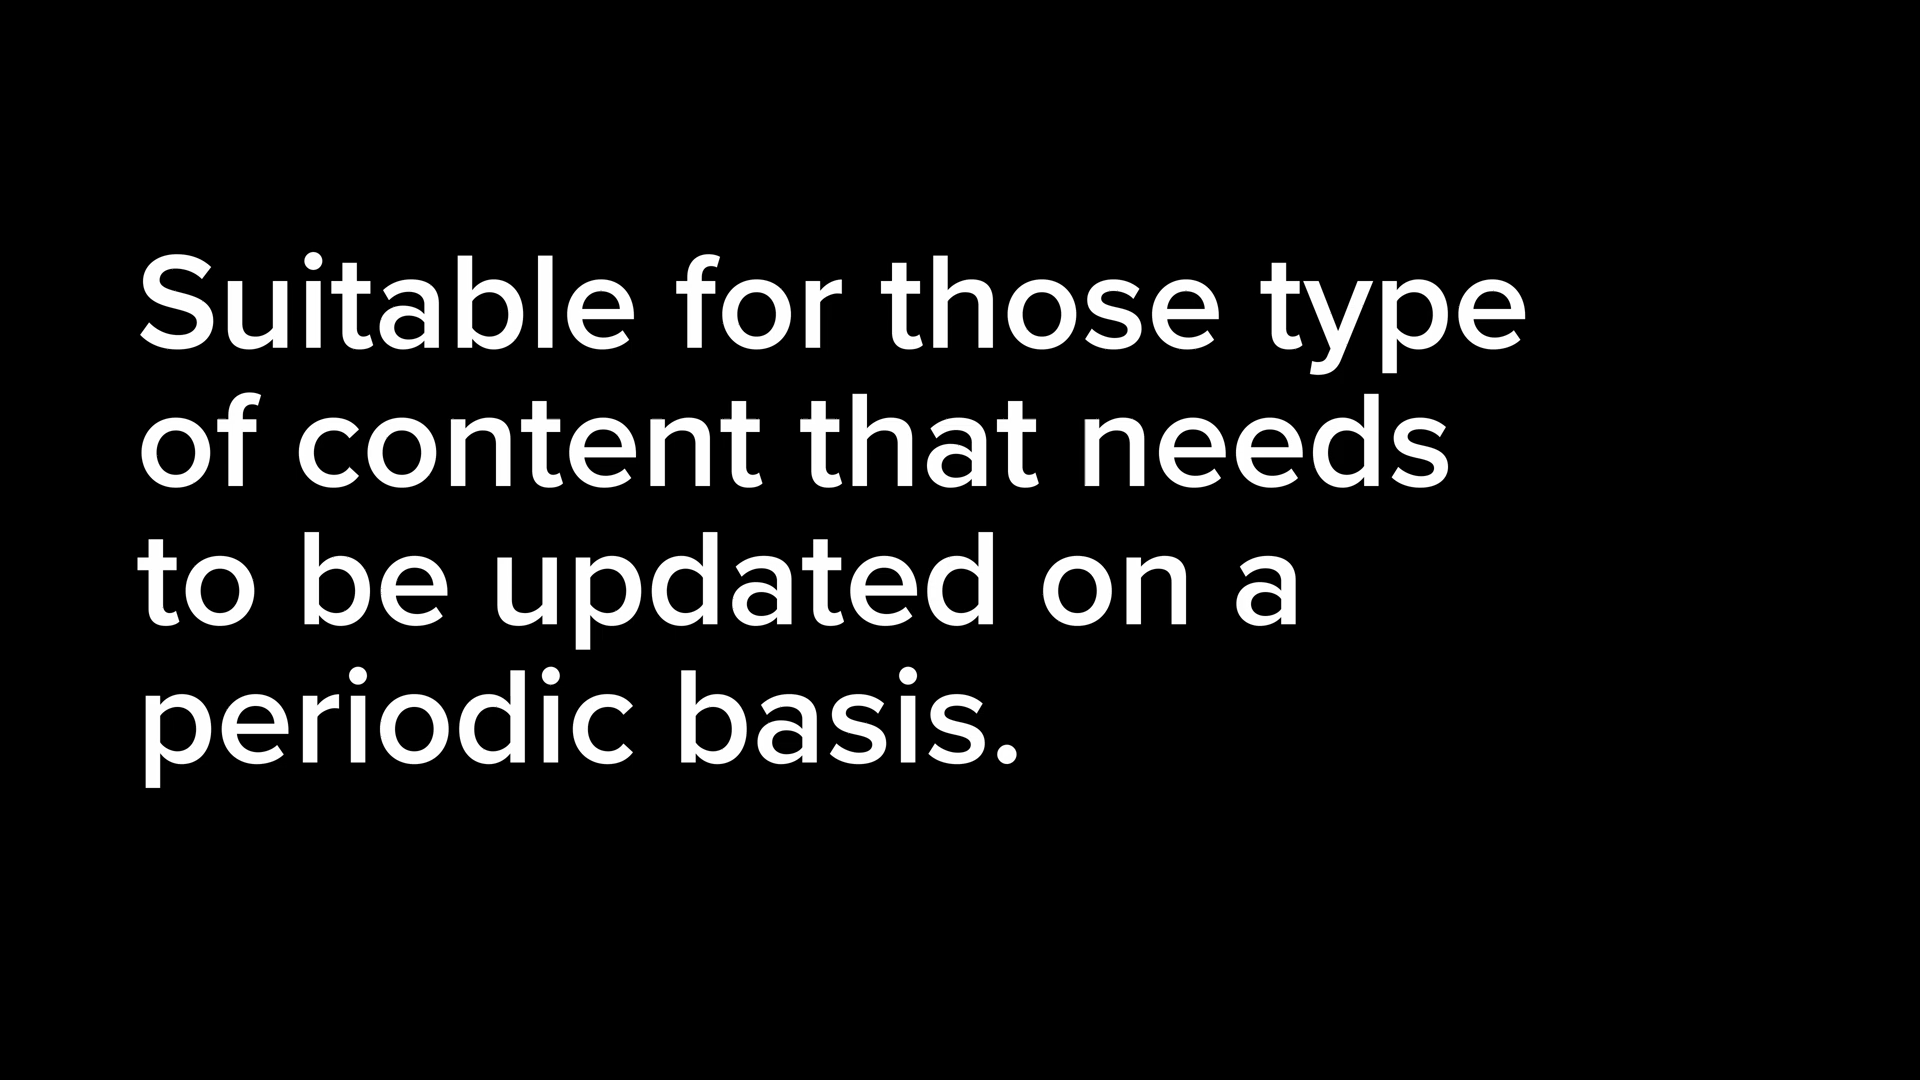 Suitable for those type
of content that needs
to be updated on a
periodic basis.